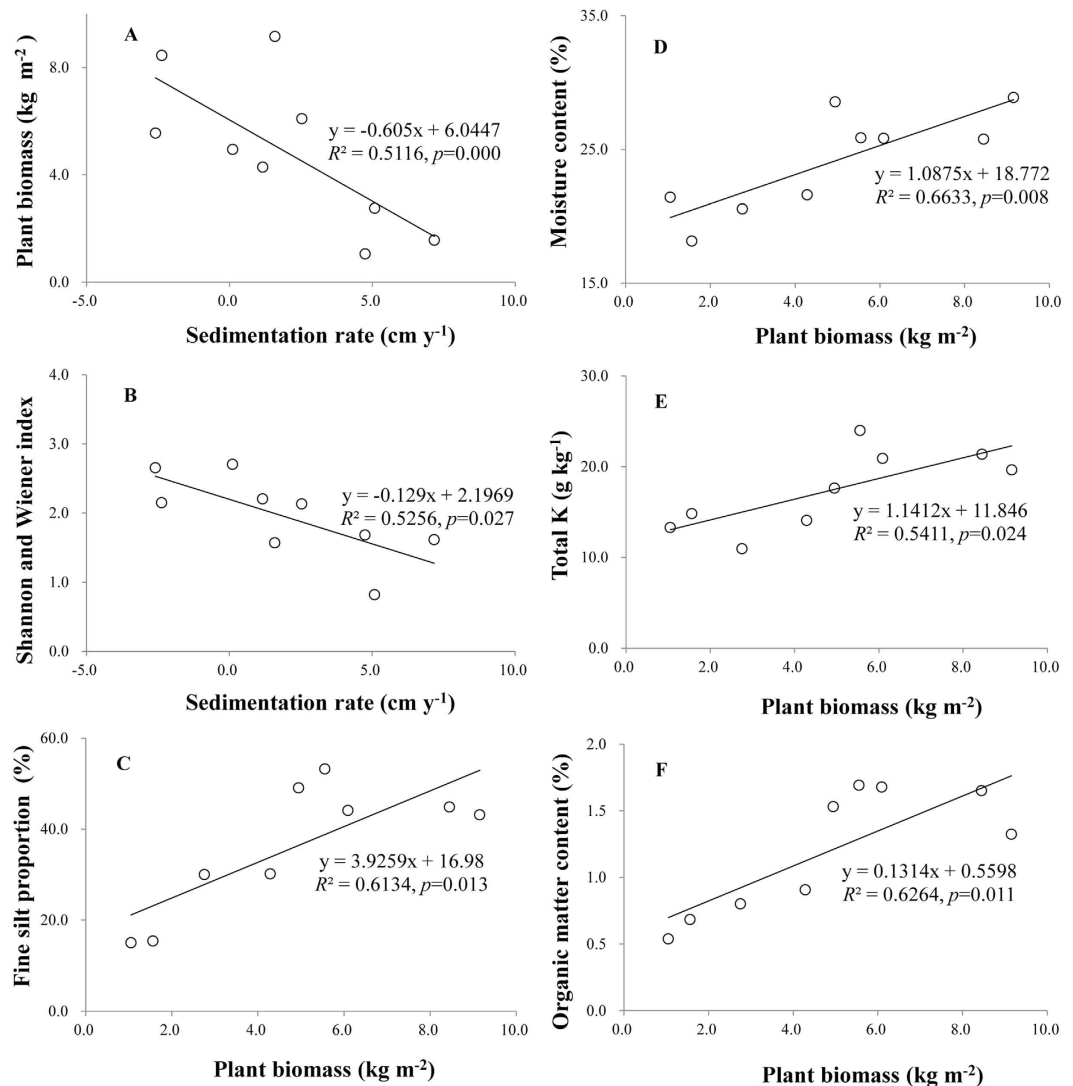 A
Plant biomass (kg m-2)
8.0
4.0
0.0
y = -0.605x + 6.0447
R² = 0.5116, p=0.000
-5.0 0.0 5.0 10.0
Sedimentation rate (cm y-1)
D
Moisture content (%)
35.0
25.0
15.0
y = 1.0875x + 18.772
R² = 0.6633, p=0.008
0.0 2.0 4.0 6.0 8.0 10.0
Plant biomass (kg m-2)
B
Shannon and Wiener index
4.0
3.0
2.0
1.0
0.0
y = -0.129x + 2.1969
R² = 0.5256, p=0.027
-5.0 0.0 5.0 10.0
Sedimentation rate (cm y-1)
E
Total K (g kg-1)
30.0
20.0
10.0
0.0
y = 1.1412x + 11.846
R² = 0.5411, p=0.024
0.0 2.0 4.0 6.0 8.0 10.0
Plant biomass (kg m-2)
C
Fine silt proportion (%)
60.0
40.0
20.0
0.0
y = 3.9259x + 16.98
R² = 0.6134, p=0.013
0.0 2.0 4.0 6.0 8.0 10.0
Plant biomass (kg m-2)
F
Organic matter content (%)
2.0
1.5
1.0
0.5
0.0
y = 0.1314x + 0.5598
R² = 0.6264, p=0.011
0.0 2.0 4.0 6.0 8.0 10.0
Plant biomass (kg m-2)